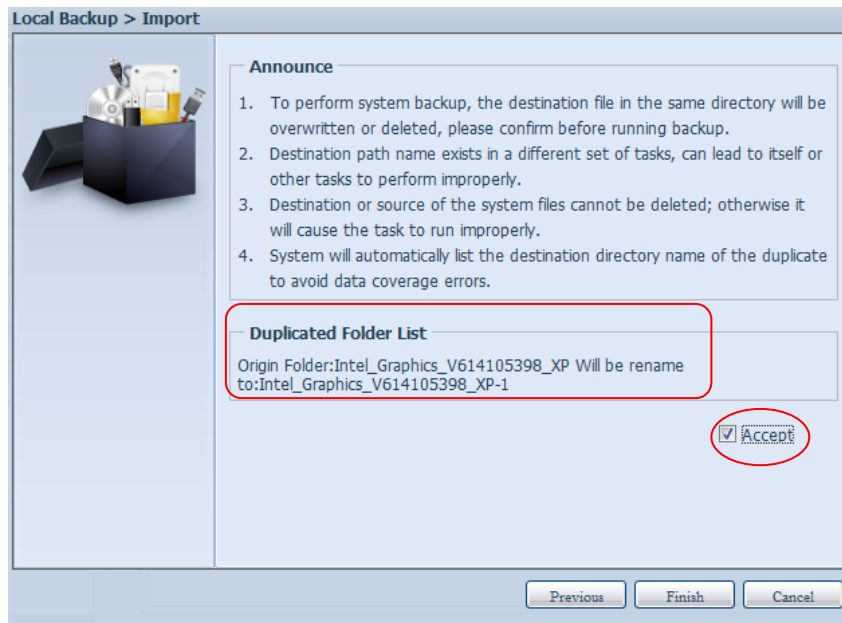 Local Backup > Import
Announce
1. To perform system backup, the destination file in the same directory will be
overwritten or deleted, please confirm before running backup.
2. Destination path name exists in a different set of tasks, can lead to itself or
other tasks to perform improperly.
3. Destination or source of the system files cannot be deleted; otherwise it
will cause the task to run improperly.
4. System will automatically list the destination directory name of the duplicate
to avoid data coverage errors.
Duplicated Folder List
Origin Folder:Intel_Graphics_V614105398_XP Will be rename
to:Intel_Graphics_V614105398_XP-1
Accept
Previous Finish Cancel